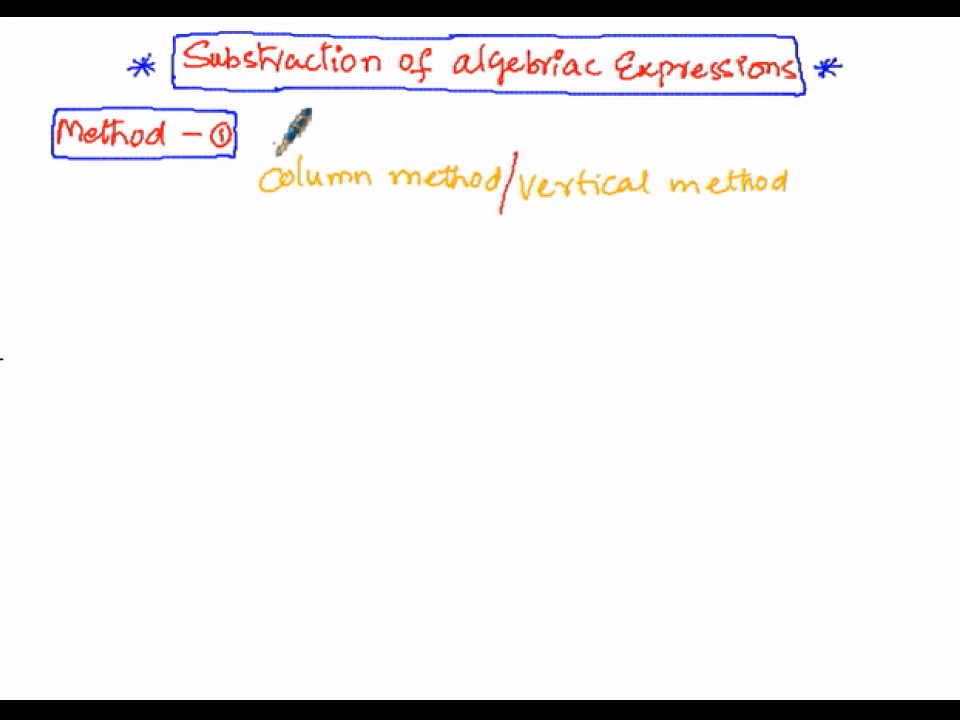 * Substraction of algebriac Expressions *
Method - ①
column method/vertical method